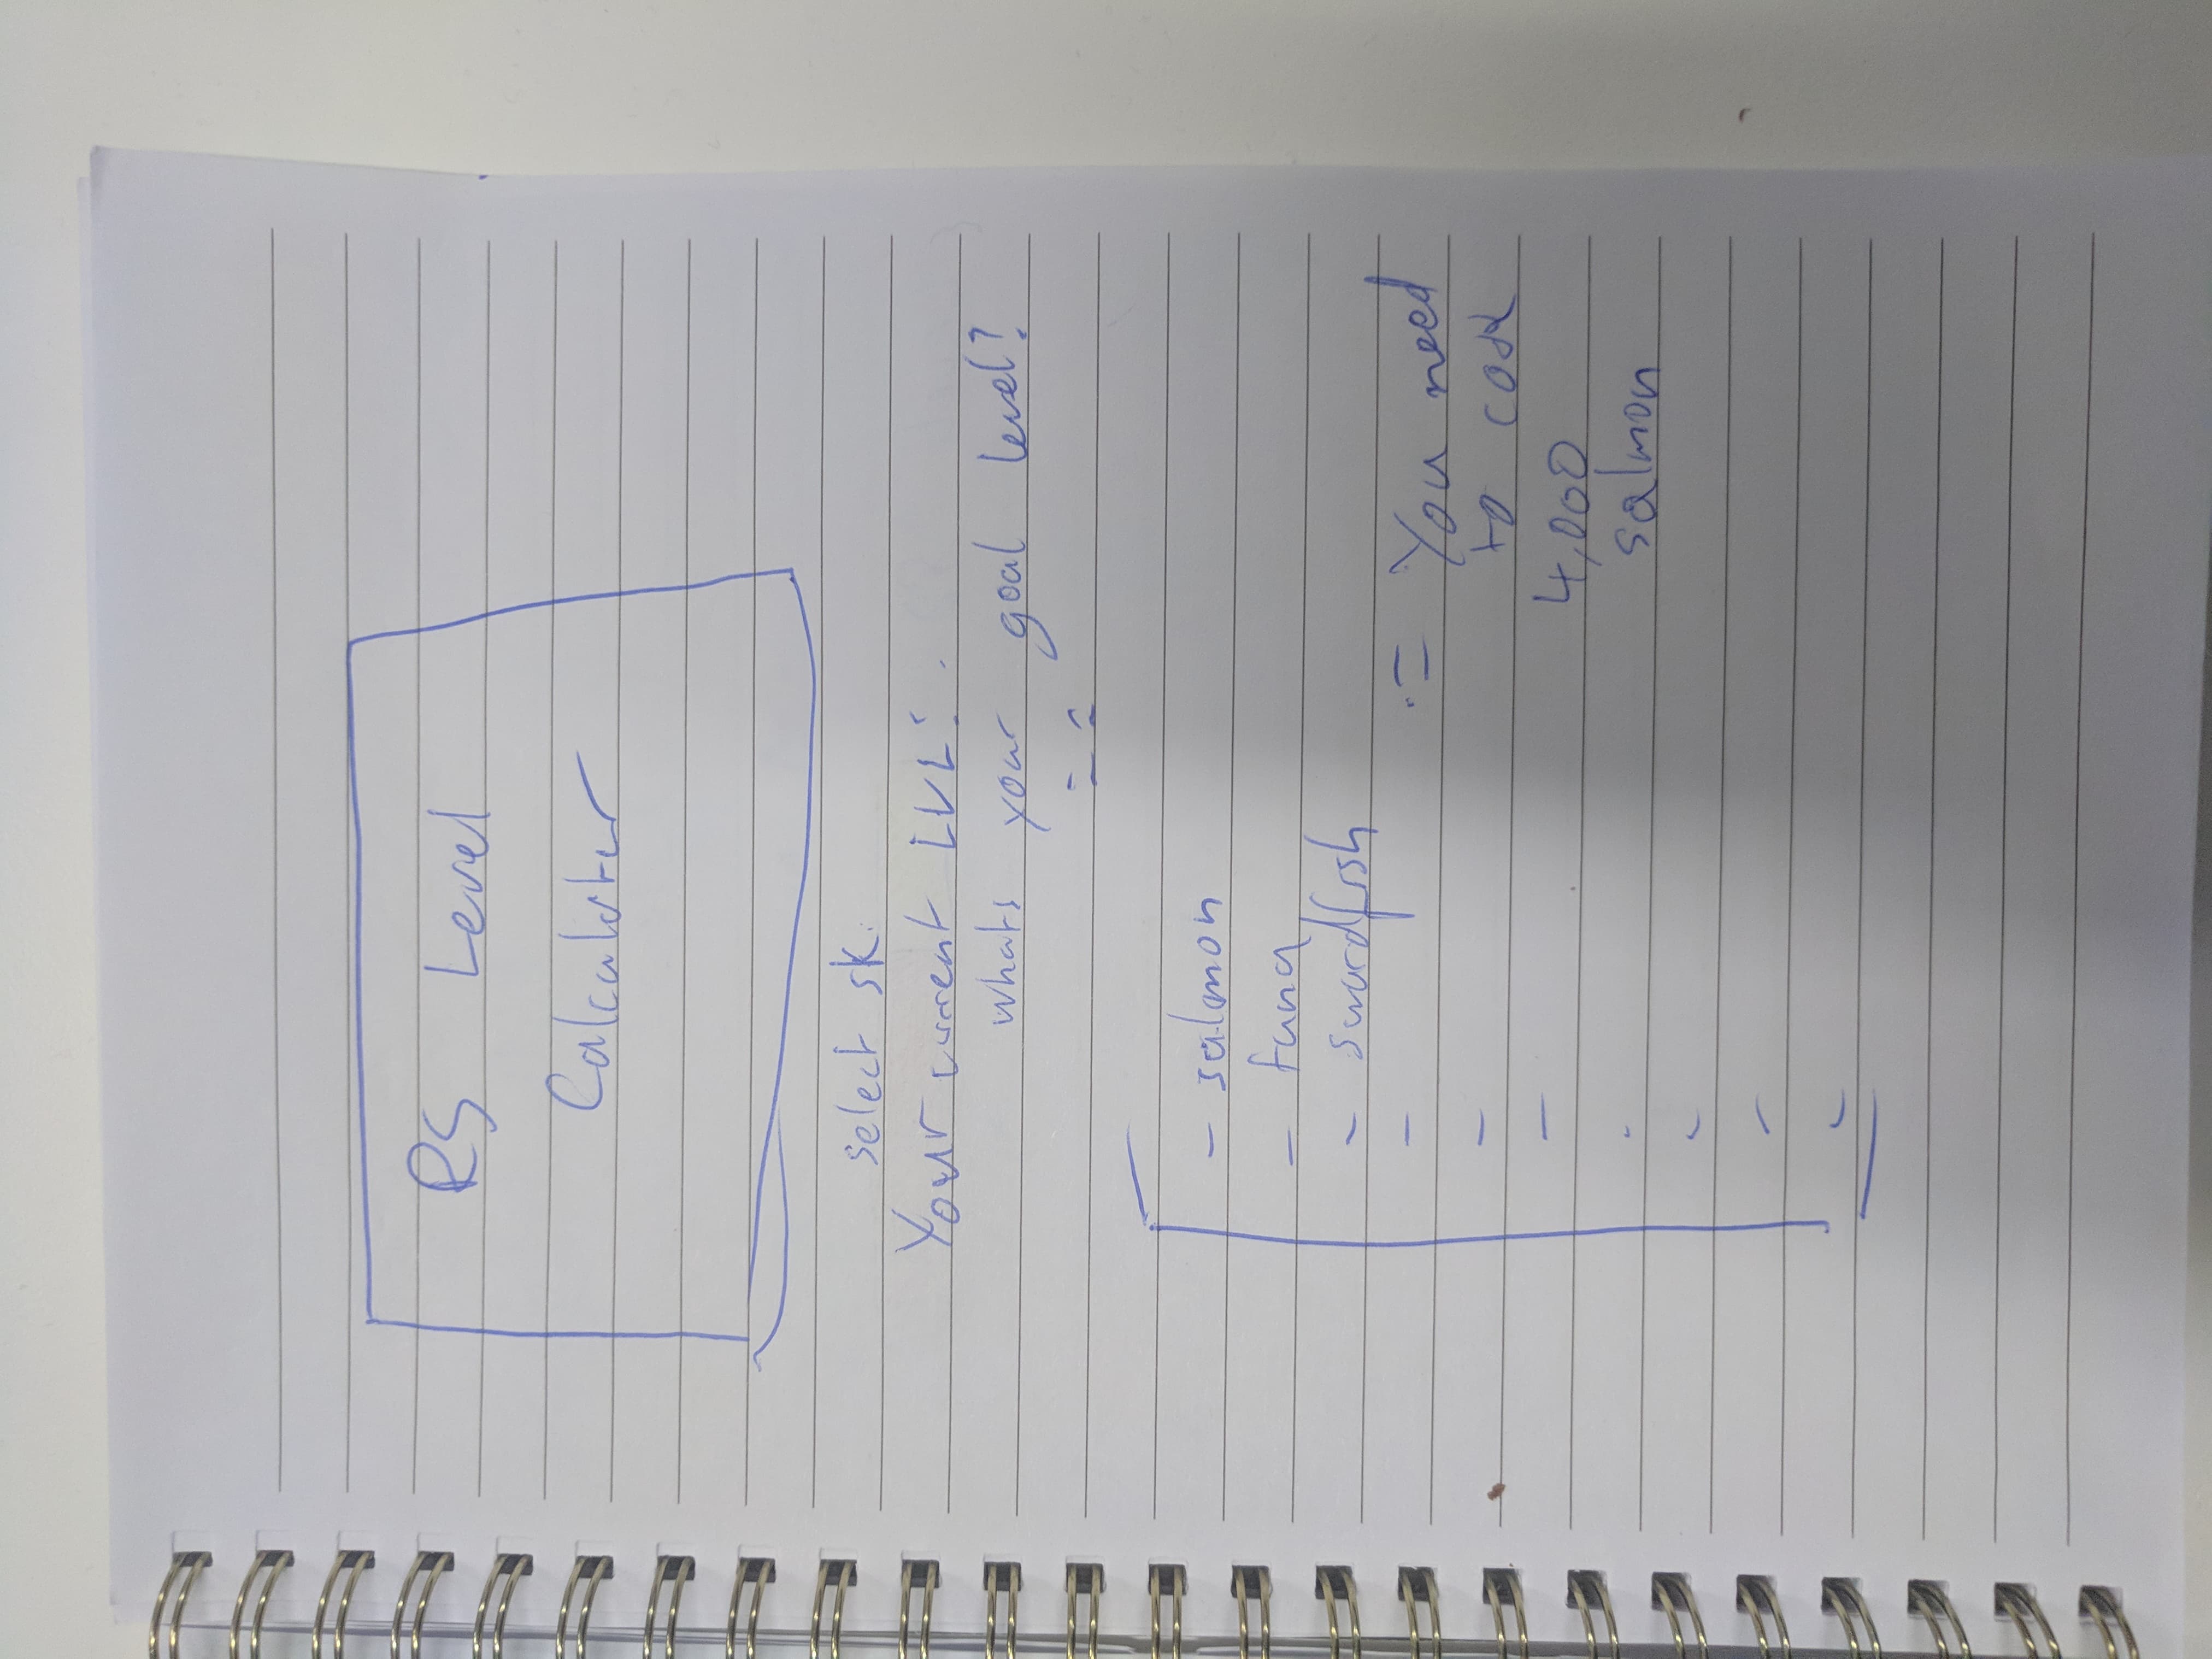 RS Level
Calculator
select sk.
Your current LVL:
whats your goal level?
- salmon
- tuna
- swordfish
-
-
-
-
-
-
-
= You need
to cook
4,000
salmon